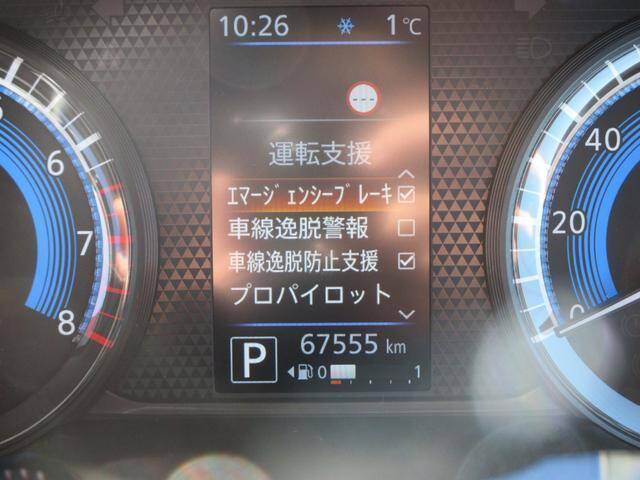 10:26 1℃
---
運転支援
ｴﾏｰｼﾞｪﾝｼｰﾌﾞﾚｰｷ
車線逸脱警報
車線逸脱防止支援
プロパイロット
P 67555 km
0 1
6
7
8
40
20
0